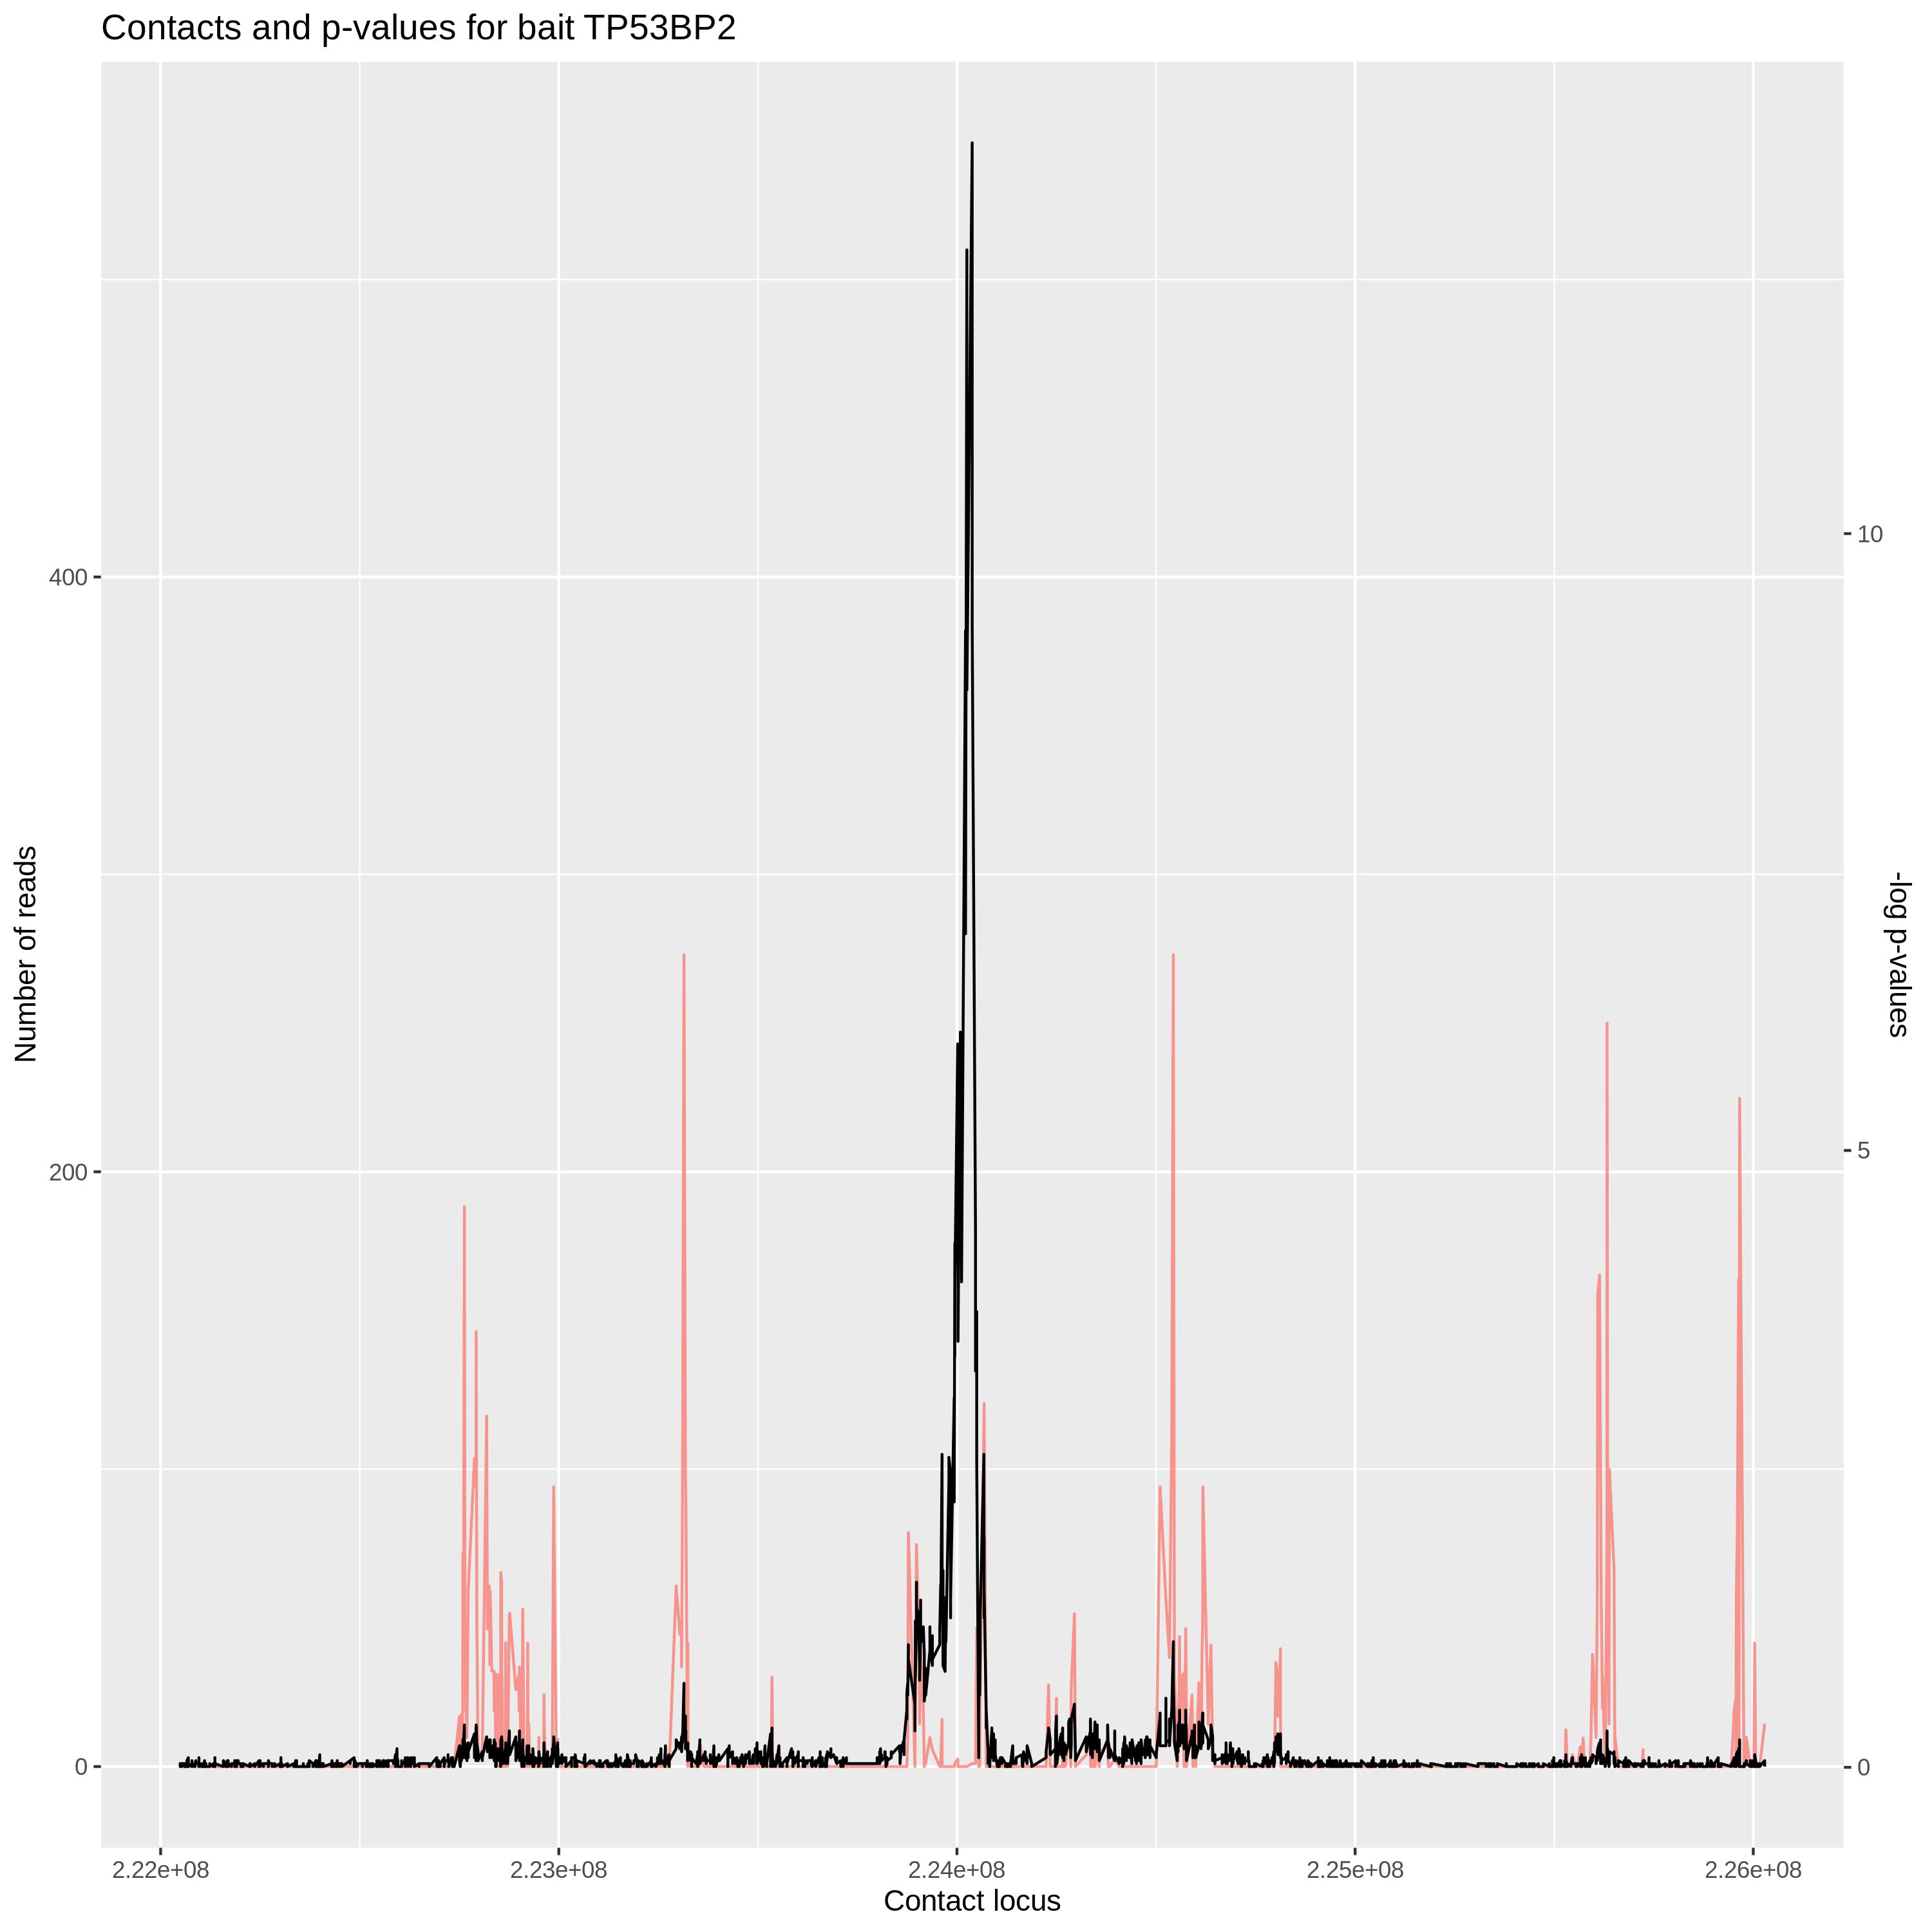 Contacts and p-values for bait TP53BP2
Number of reads
400
200
0
10
5
0
-log p-values
2.22e+08
2.23e+08
2.24e+08
2.25e+08
2.26e+08
Contact locus